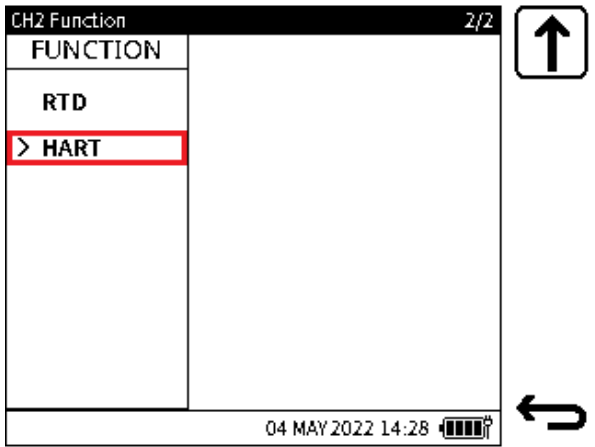 CH2 Function 2/2
FUNCTION
RTD
> HART
04 MAY 2022 14:28